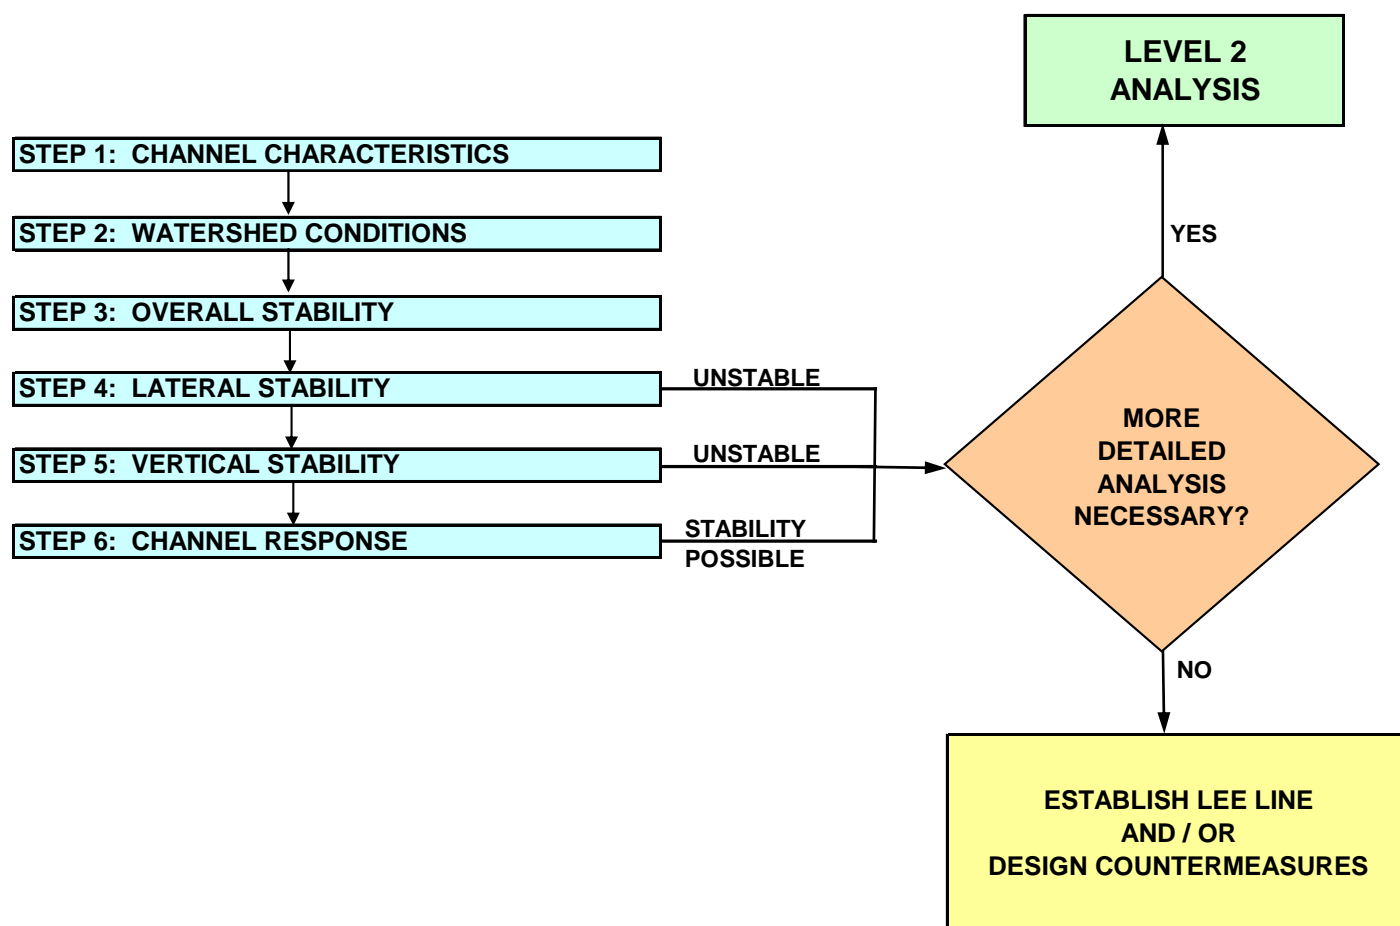 LEVEL 2
ANALYSIS
STEP 1: CHANNEL CHARACTERISTICS
STEP 2: WATERSHED CONDITIONS
YES
STEP 3: OVERALL STABILITY
STEP 4: LATERAL STABILITY
UNSTABLE
STEP 5: VERTICAL STABILITY
UNSTABLE
STEP 6: CHANNEL RESPONSE
STABILITY
POSSIBLE
MORE
DETAILED
ANALYSIS
NECESSARY?
NO
ESTABLISH LEE LINE
AND / OR
DESIGN COUNTERMEASURES